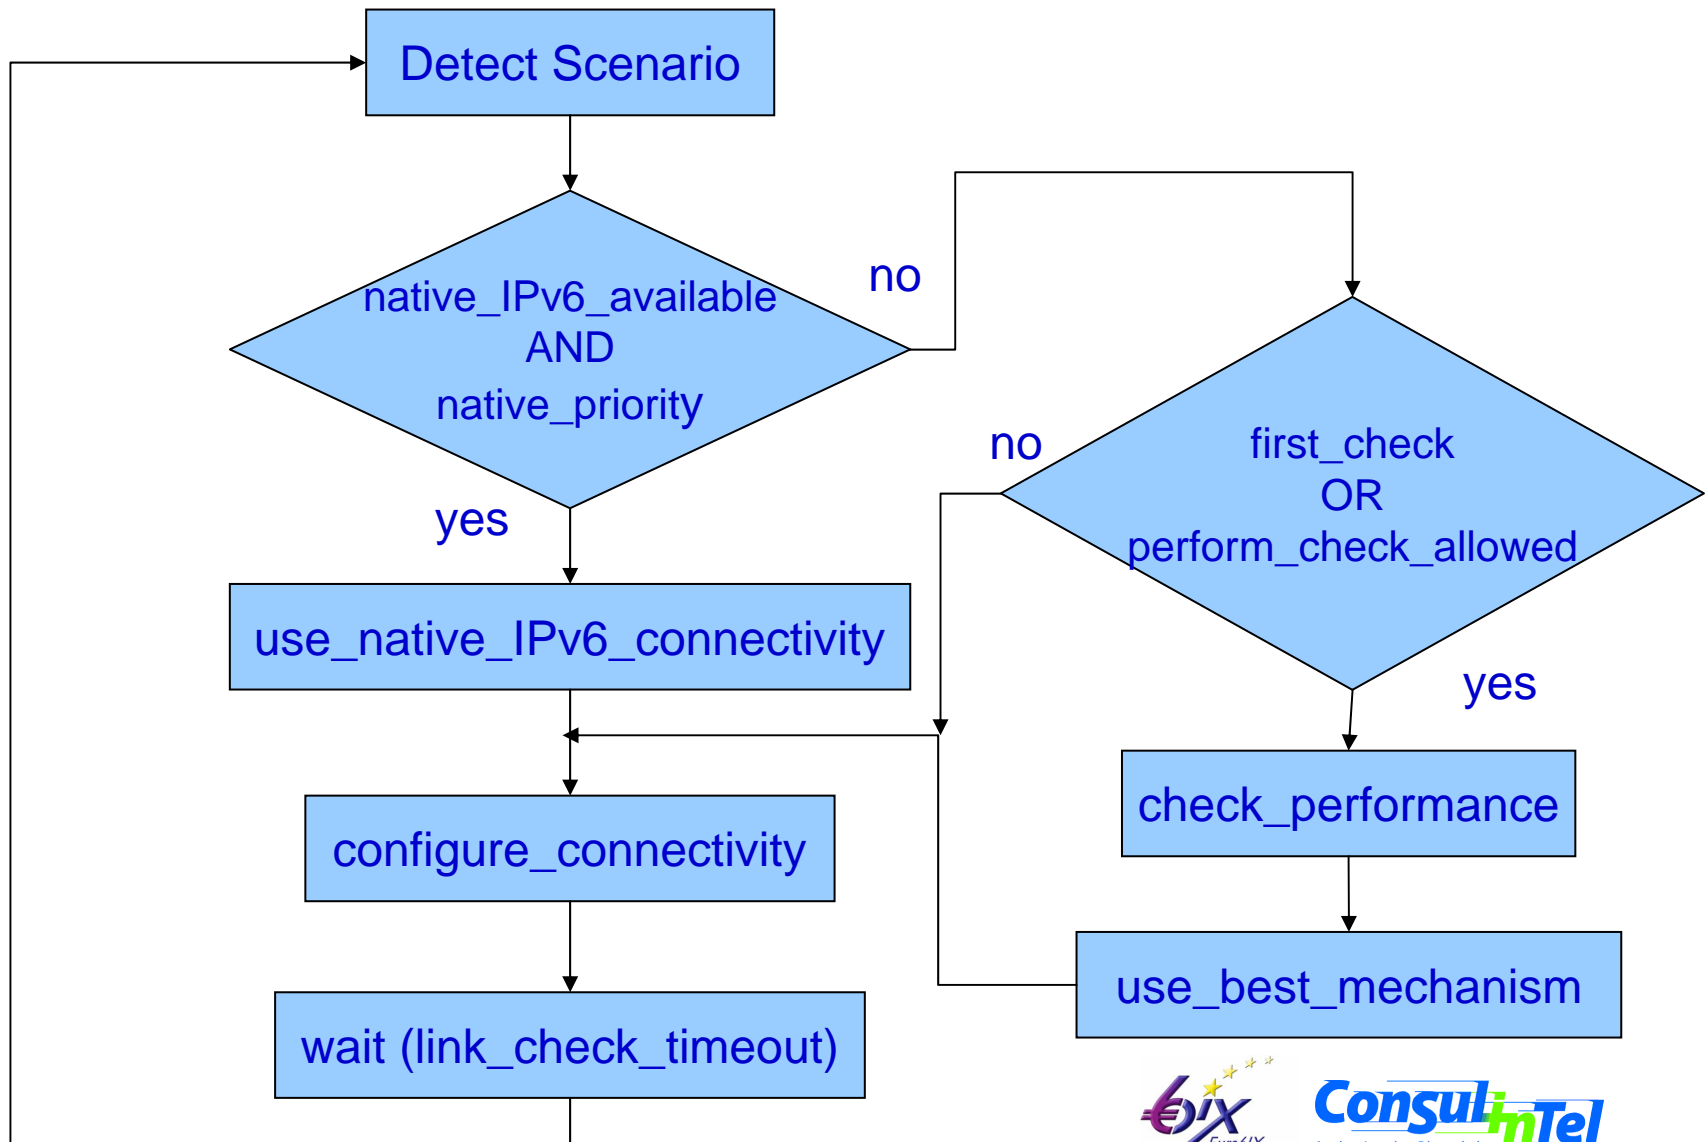 Detect Scenario
native_IPv6_available
AND
native_priority
no
yes
first_check
OR
perform_check_allowed
no
yes
use_native_IPv6_connectivity
check_performance
configure_connectivity
use_best_mechanism
wait (link_check_timeout)
Euro6IX
ConsulinTel